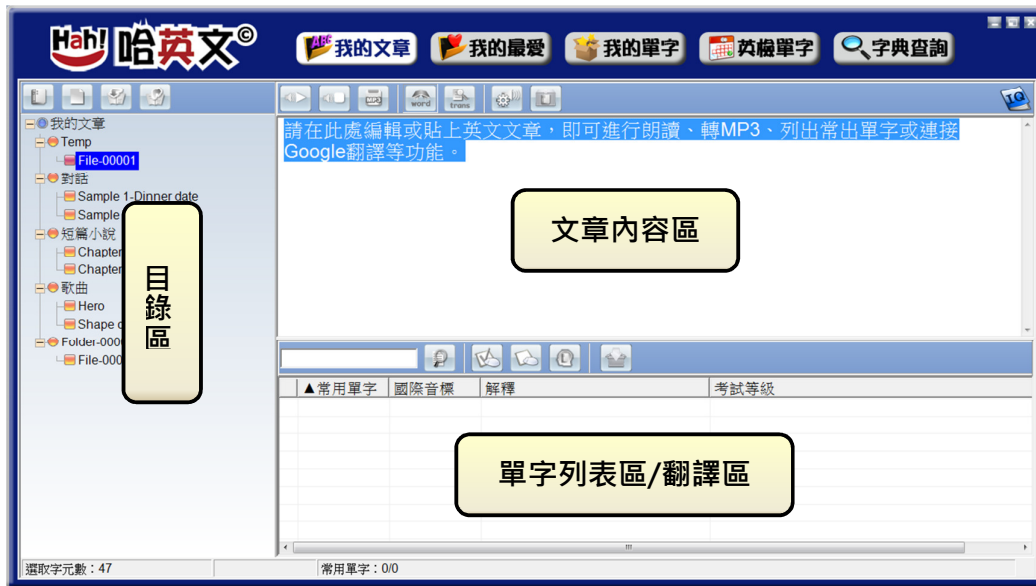 Hah! 哈英文©
我的文章 我的最愛 我的單字 英檢單字 字典查詢
MP3 word trans IQ
我的文章
Temp
File-00001
對話
Sample 1-Dinner date
Sample
短篇小說
Chapter
Chapter
歌曲
Hero
Shape
Folder-000
File-000
目錄區
請在此處編輯或貼上英文文章，即可進行朗讀、轉MP3、列出常出單字或連接
Google翻譯等功能。
文章內容區
▲常用單字 國際音標 解釋 考試等級
單字列表區/翻譯區
選取字元數：47 常用單字：0/0